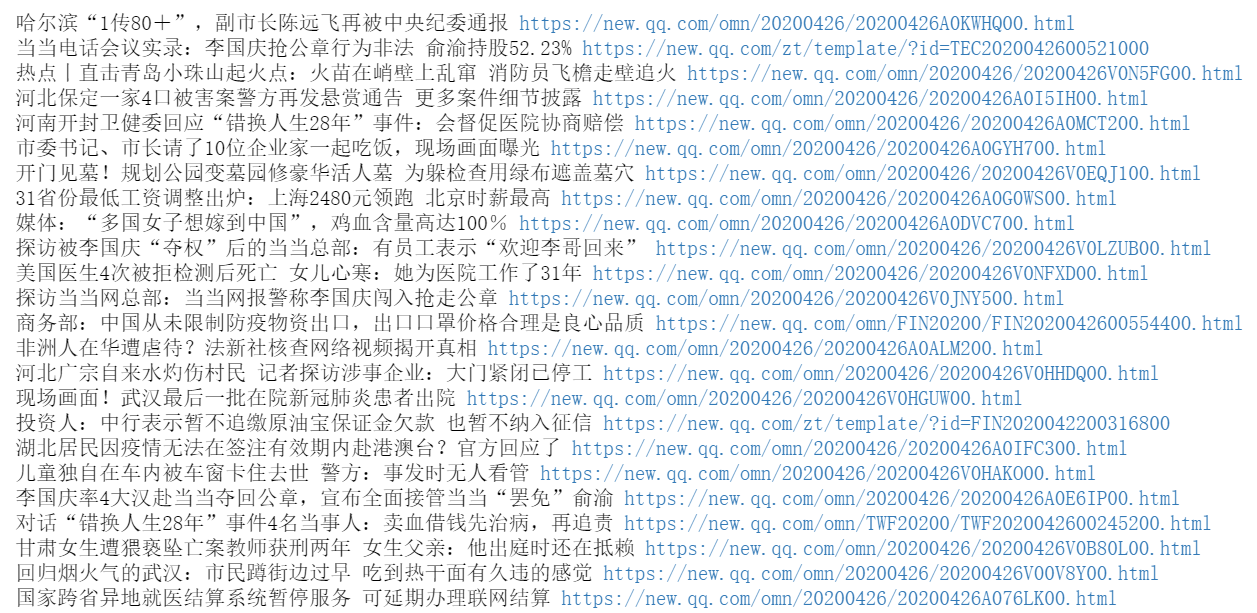 哈尔滨“1传80＋”，副市长陈远飞再被中央纪委通报 https://new.qq.com/omn/20200426/20200426A0KWHQ00.html
当当电话会议实录：李国庆抢公章行为非法 俞渝持股52.23% https://new.qq.com/zt/template/?id=TEC2020042600521000
热点丨直击青岛小珠山起火点：火苗在峭壁上乱窜 消防员飞檐走壁追火 https://new.qq.com/omn/20200426/20200426V0N5FG00.html
河北保定一家4口被害案警方再发悬赏通告 更多案件细节披露 https://new.qq.com/omn/20200426/20200426A0I5IH00.html
河南开封卫健委回应“错换人生28年”事件：会督促医院协商赔偿 https://new.qq.com/omn/20200426/20200426A0MCT200.html
市委书记、市长请了10位企业家一起吃饭，现场画面曝光 https://new.qq.com/omn/20200426/20200426A0GYH700.html
开门见墓！规划公园变墓园修豪华活人墓 为躲检查用绿布遮盖墓穴 https://new.qq.com/omn/20200426/20200426V0EQJ100.html
31省份最低工资调整出炉：上海2480元领跑 北京时薪最高 https://new.qq.com/omn/20200426/20200426A0G0WS00.html
媒体：“多国女子想嫁到中国”，鸡血含量高达100％ https://new.qq.com/omn/20200426/20200426A0DVC700.html
探访被李国庆“夺权”后的当当总部：有员工表示“欢迎李哥回来” https://new.qq.com/omn/20200426/20200426V0LZUB00.html
美国医生4次被拒检测后死亡 女儿心寒：她为医院工作了31年 https://new.qq.com/omn/20200426/20200426V0NFXD00.html
探访当当网总部：当当网报警称李国庆闯入抢走公章 https://new.qq.com/omn/20200426/20200426V0JNY500.html
商务部：中国从未限制防疫物资出口，出口口罩价格合理是良心品质 https://new.qq.com/omn/FIN20200/FIN2020042600554400.html
非洲人在华遭虐待？法新社核查网络视频揭开真相 https://new.qq.com/omn/20200426/20200426A0ALM200.html
河北广宗自来水灼伤村民 记者探访涉事企业：大门紧闭已停工 https://new.qq.com/omn/20200426/20200426V0HHDQ00.html
现场画面！武汉最后一批在院新冠肺炎患者出院 https://new.qq.com/omn/20200426/20200426V0HGUW00.html
投资人：中行表示暂不追缴原油宝保证金欠款 也暂不纳入征信 https://new.qq.com/zt/template/?id=FIN2020042200316800
湖北居民因疫情无法在签注有效期内赴港澳台？官方回应了 https://new.qq.com/omn/20200426/20200426A0IFC300.html
儿童独自在车内被车窗卡住去世 警方：事发时无人看管 https://new.qq.com/omn/20200426/20200426V0HAKO00.html
李国庆率4大汉赴当当夺回公章，宣布全面接管当当“罢免”俞渝 https://new.qq.com/omn/20200426/20200426A0E6IP00.html
对话“错换人生28年”事件4名当事人：卖血借钱先治病，再追责 https://new.qq.com/omn/TWF20200/TWF2020042600245200.html
甘肃女生遭猥亵坠亡案教师获刑两年 女生父亲：他出庭时还在抵赖 https://new.qq.com/omn/20200426/20200426V0B80L00.html
回归烟火气的武汉：市民蹲街边过早 吃到热干面有久违的感觉 https://new.qq.com/omn/20200426/20200426V00V8Y00.html
国家跨省异地就医结算系统暂停服务 可延期办理联网结算 https://new.qq.com/omn/20200426/20200426A076LK00.html